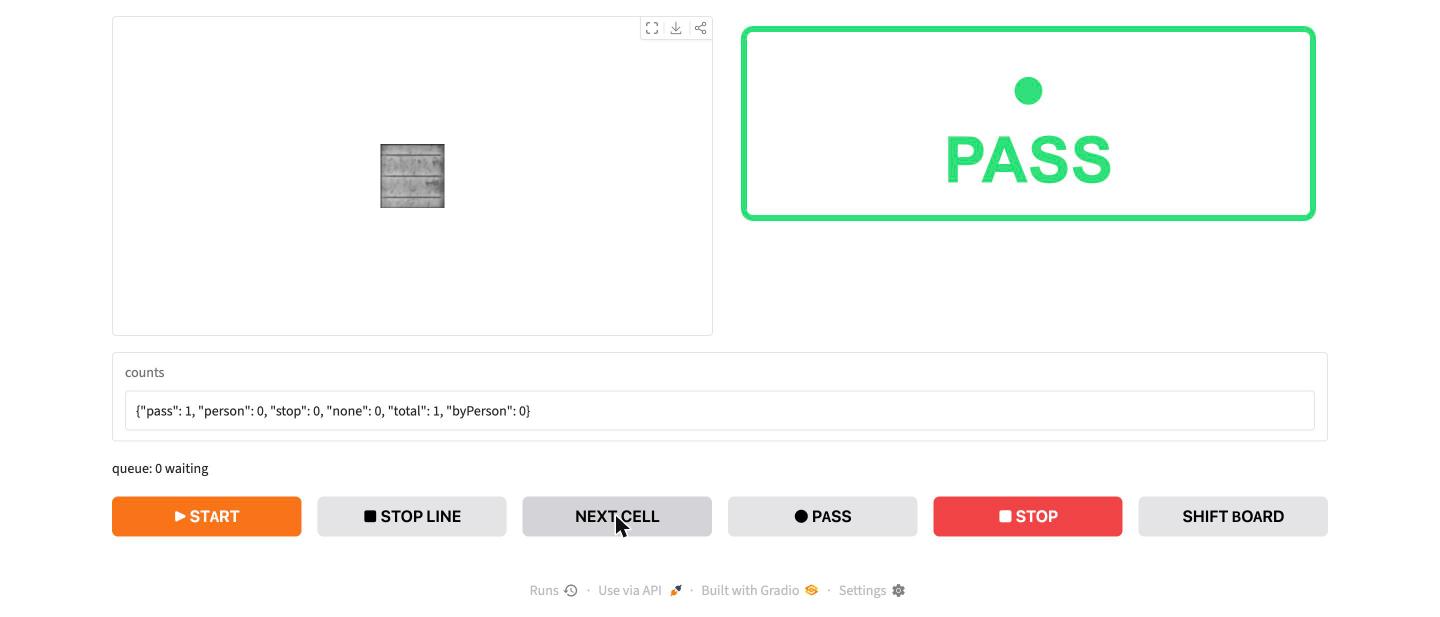 PASS
counts
{"pass": 1, "person": 0, "stop": 0, "none": 0, "total": 1, "byPerson": 0}
queue: 0 waiting
START
STOP LINE
NEXT CELL
PASS
STOP
SHIFT BOARD
Runs · Use via API · Built with Gradio · Settings